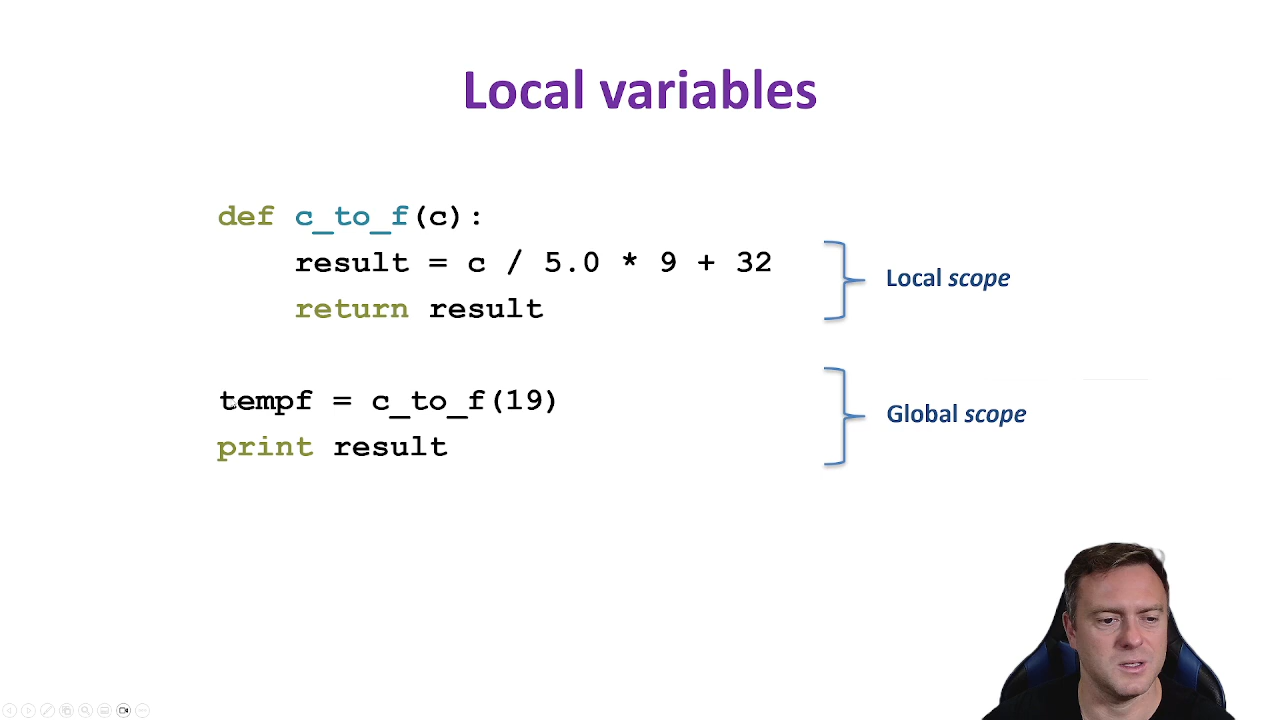 Local variables
def c_to_f(c):
result = c / 5.0 * 9 + 32
return result
Local scope
tempf = c_to_f(19)
print result
Global scope